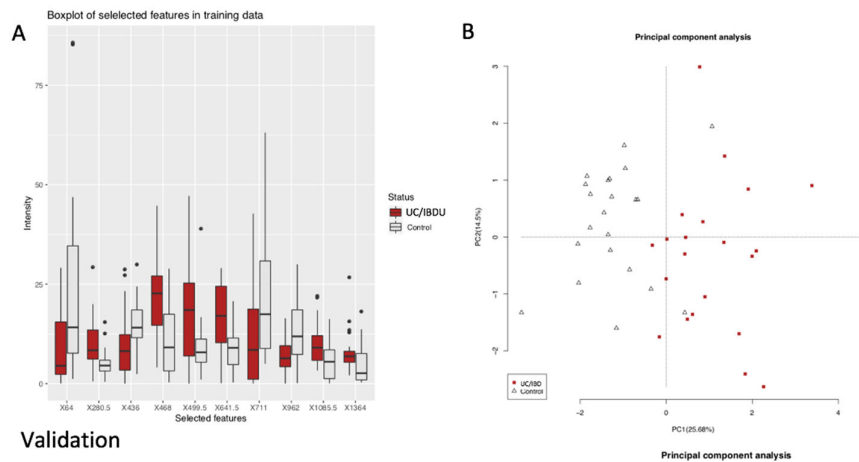 A
Boxplot of selelected features in training data
Intensity
75
50
25
0
X64 X280.5 X436 X468 X499.5 X641.5 X711 X962 X1085.5 X1364
Selected features
Status
UC/IBDU
Control
Validation
B
Principal component analysis
PC2(14.5%)
3
2
1
0
-1
-2
UC/IBD
Control
-2 0 2 4
PC1(25.68%)
Principal component analysis